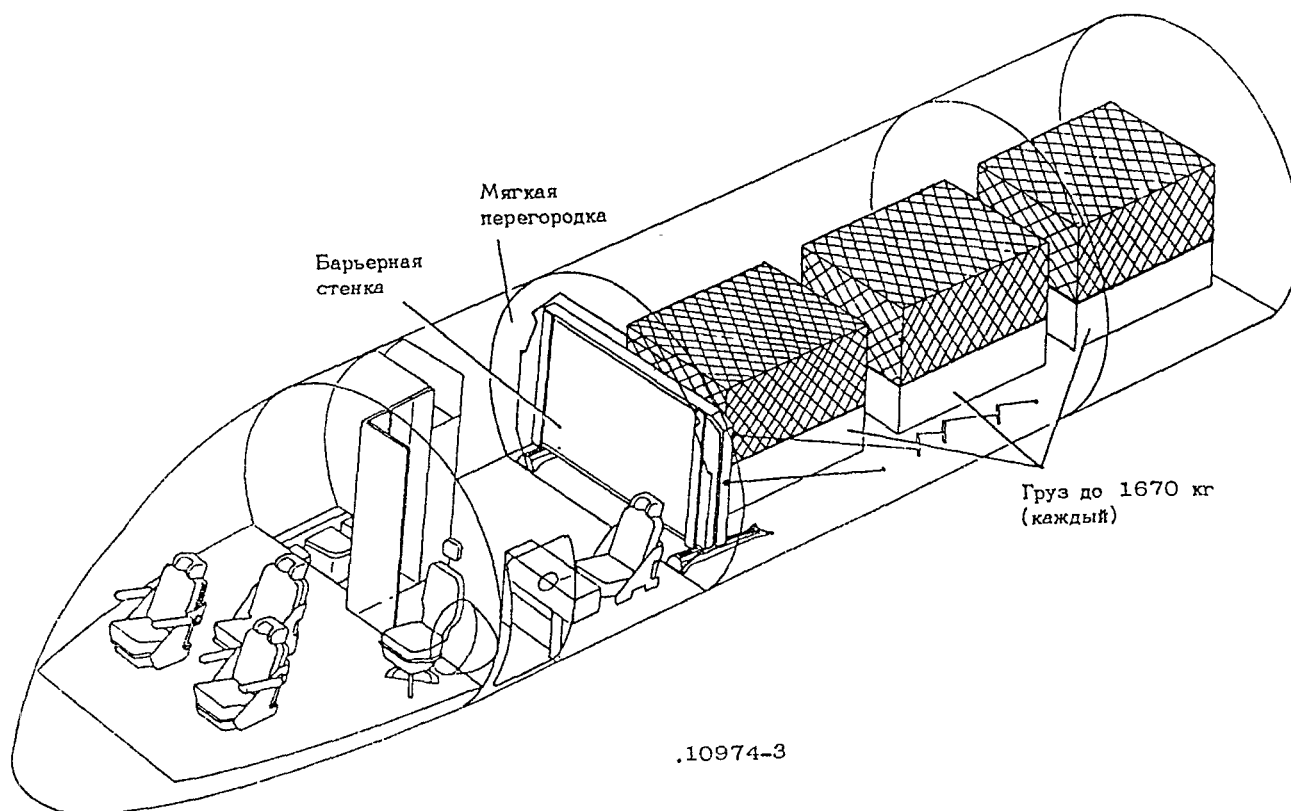 Мягкая
перегородка
Барьерная
стенка
Груз до 1670 кг
(каждый)
.10974-3